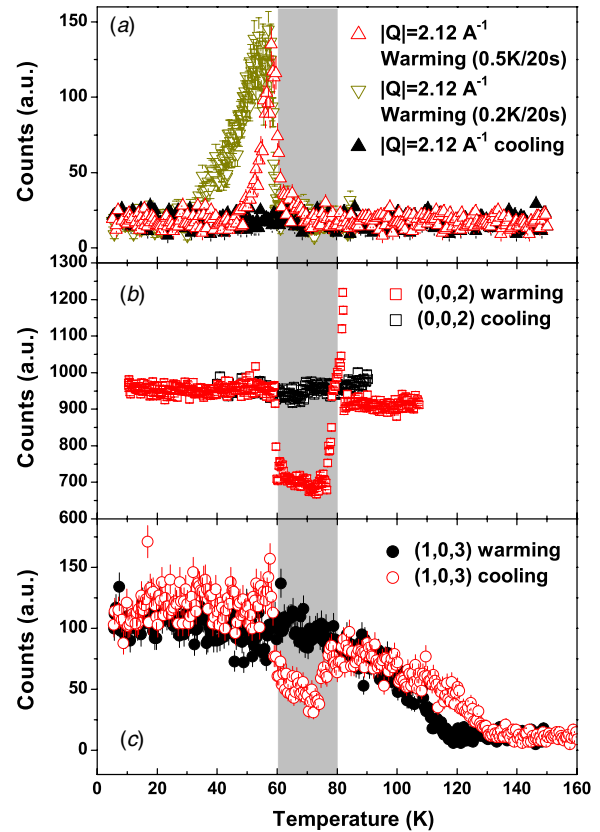 (a)
|Q|=2.12 A⁻¹
Warming (0.5K/20s)
|Q|=2.12 A⁻¹
Warming (0.2K/20s)
|Q|=2.12 A⁻¹ cooling
Counts (a.u.)
150
100
50
0
(b)
(0,0,2) warming
(0,0,2) cooling
Counts (a.u.)
1300
1200
1100
1000
900
800
700
600
(1,0,3) warming
(1,0,3) cooling
Counts (a.u.)
150
100
50
0
(c)
0 20 40 60 80 100 120 140 160
Temperature (K)